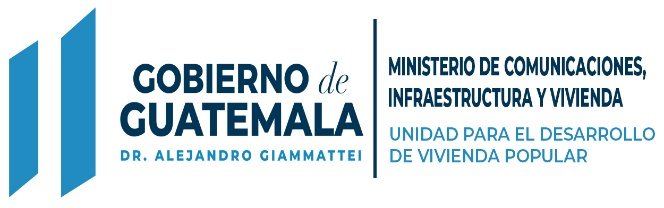 GOBIERNO de
GUATEMALA
DR. ALEJANDRO GIAMMATTEI
MINISTERIO DE COMUNICACIONES,
INFRAESTRUCTURA Y VIVIENDA
UNIDAD PARA EL DESARROLLO
DE VIVIENDA POPULAR